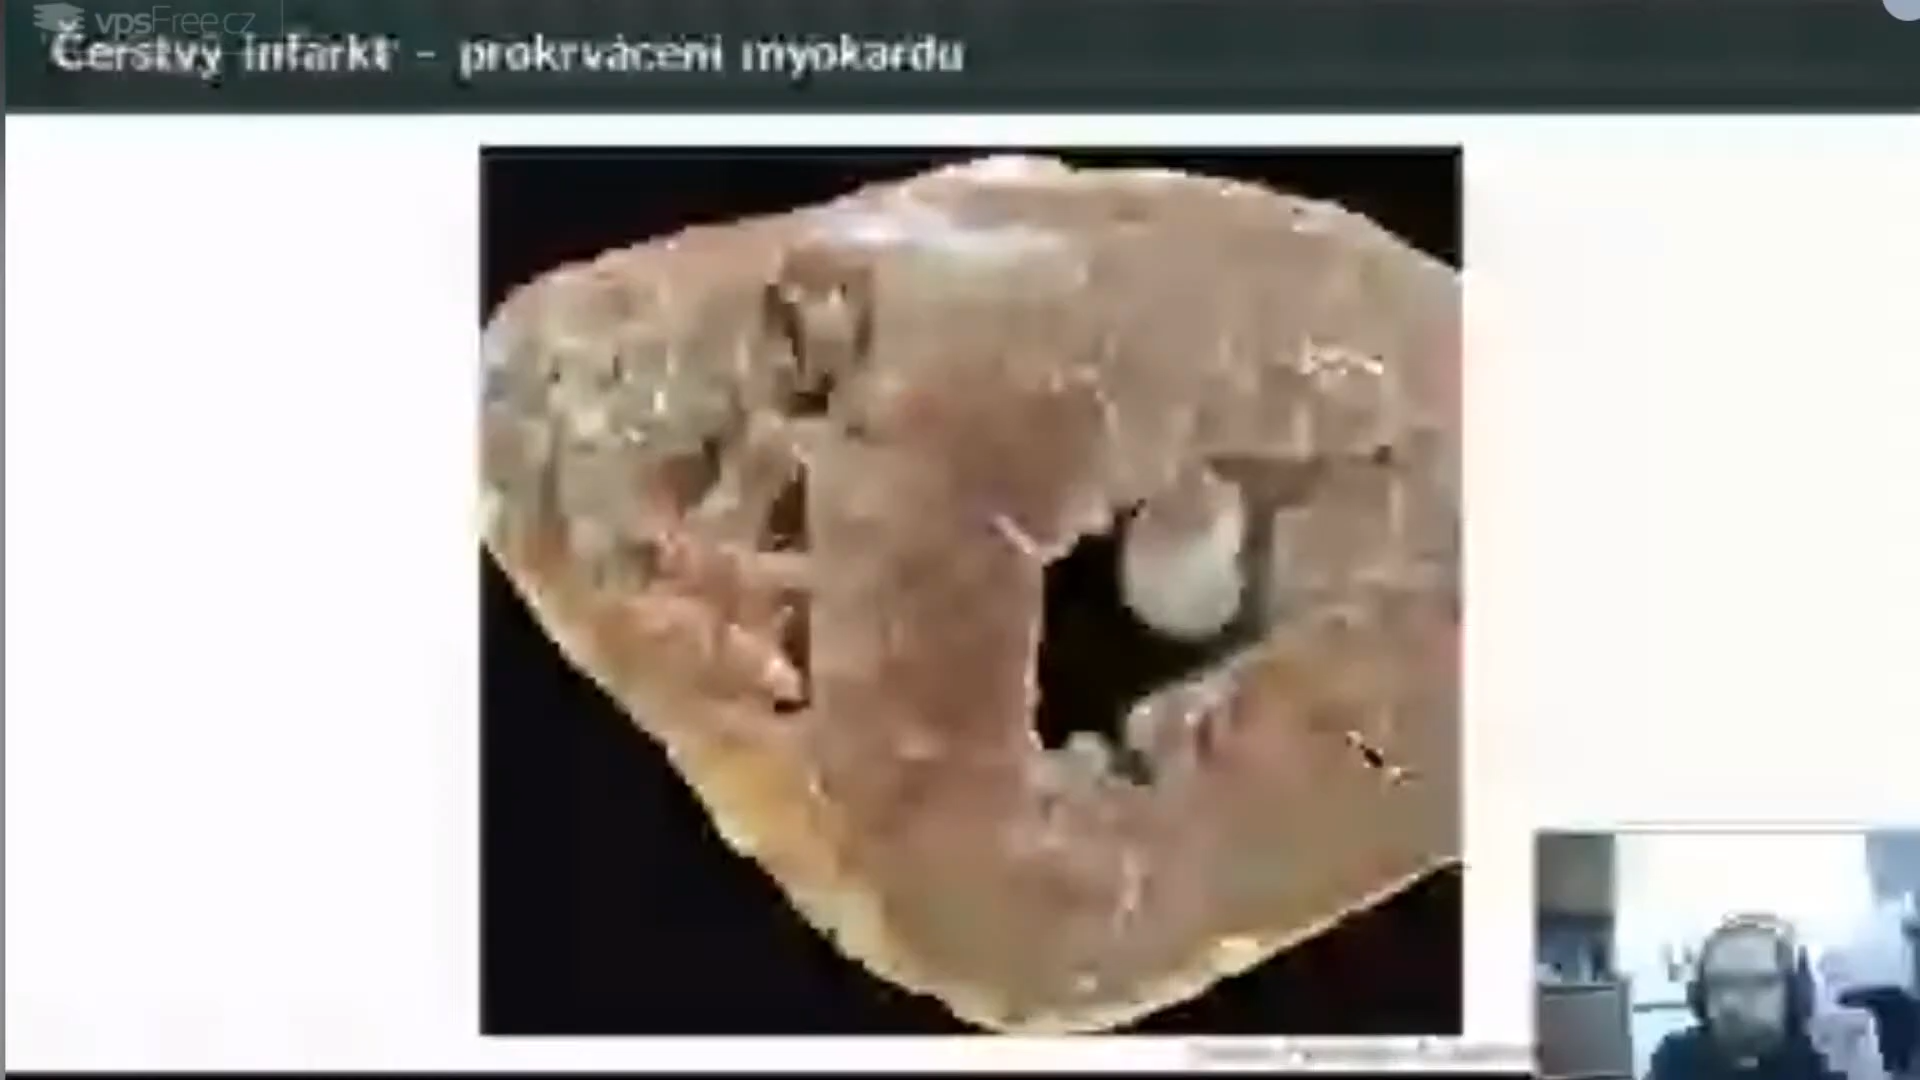 vpsFree.cz
Čerstvý infarkt – prokrvácení myokardu